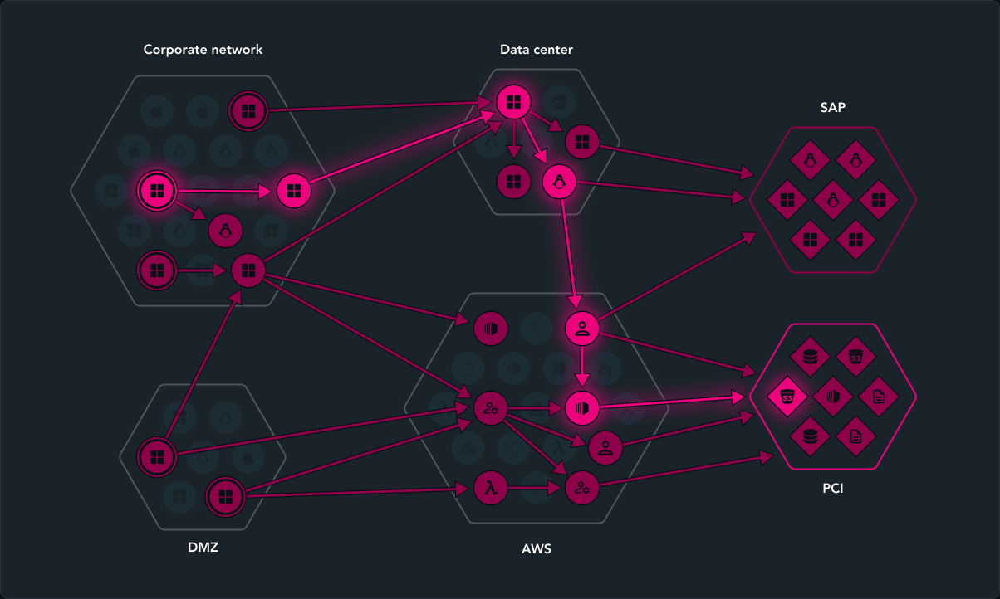 Corporate network
Data center
SAP
S3
S3
PCI
DMZ
AWS